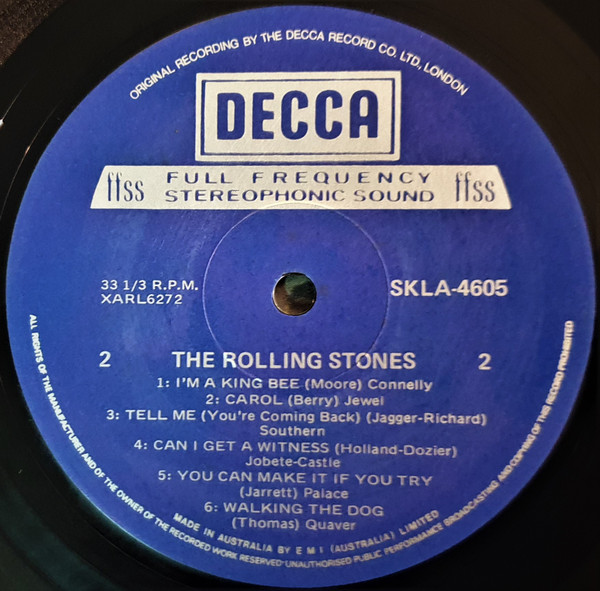 ORIGINAL RECORDING BY THE DECCA RECORD CO. LTD., LONDON
DECCA
ffss FULL FREQUENCY STEREOPHONIC SOUND ffss
33 1/3 R.P.M.
XARL6272
SKLA-4605
2 THE ROLLING STONES 2
1: I'M A KING BEE (Moore) Connelly
2: CAROL (Berry) Jewel
3: TELL ME (You're Coming Back) (Jagger-Richard)
Southern
4: CAN I GET A WITNESS (Holland-Dozier)
Jobete-Castle
5: YOU CAN MAKE IT IF YOU TRY
(Jarrett) Palace
6: WALKING THE DOG
(Thomas) Quaver
MADE IN AUSTRALIA BY E M I (AUSTRALIA) LIMITED
ALL RIGHTS OF THE MANUFACTURER AND OF THE OWNER OF THE RECORDED WORK RESERVED · UNAUTHORISED PUBLIC PERFORMANCE BROADCASTING AND COPYING OF THIS RECORD PROHIBITED